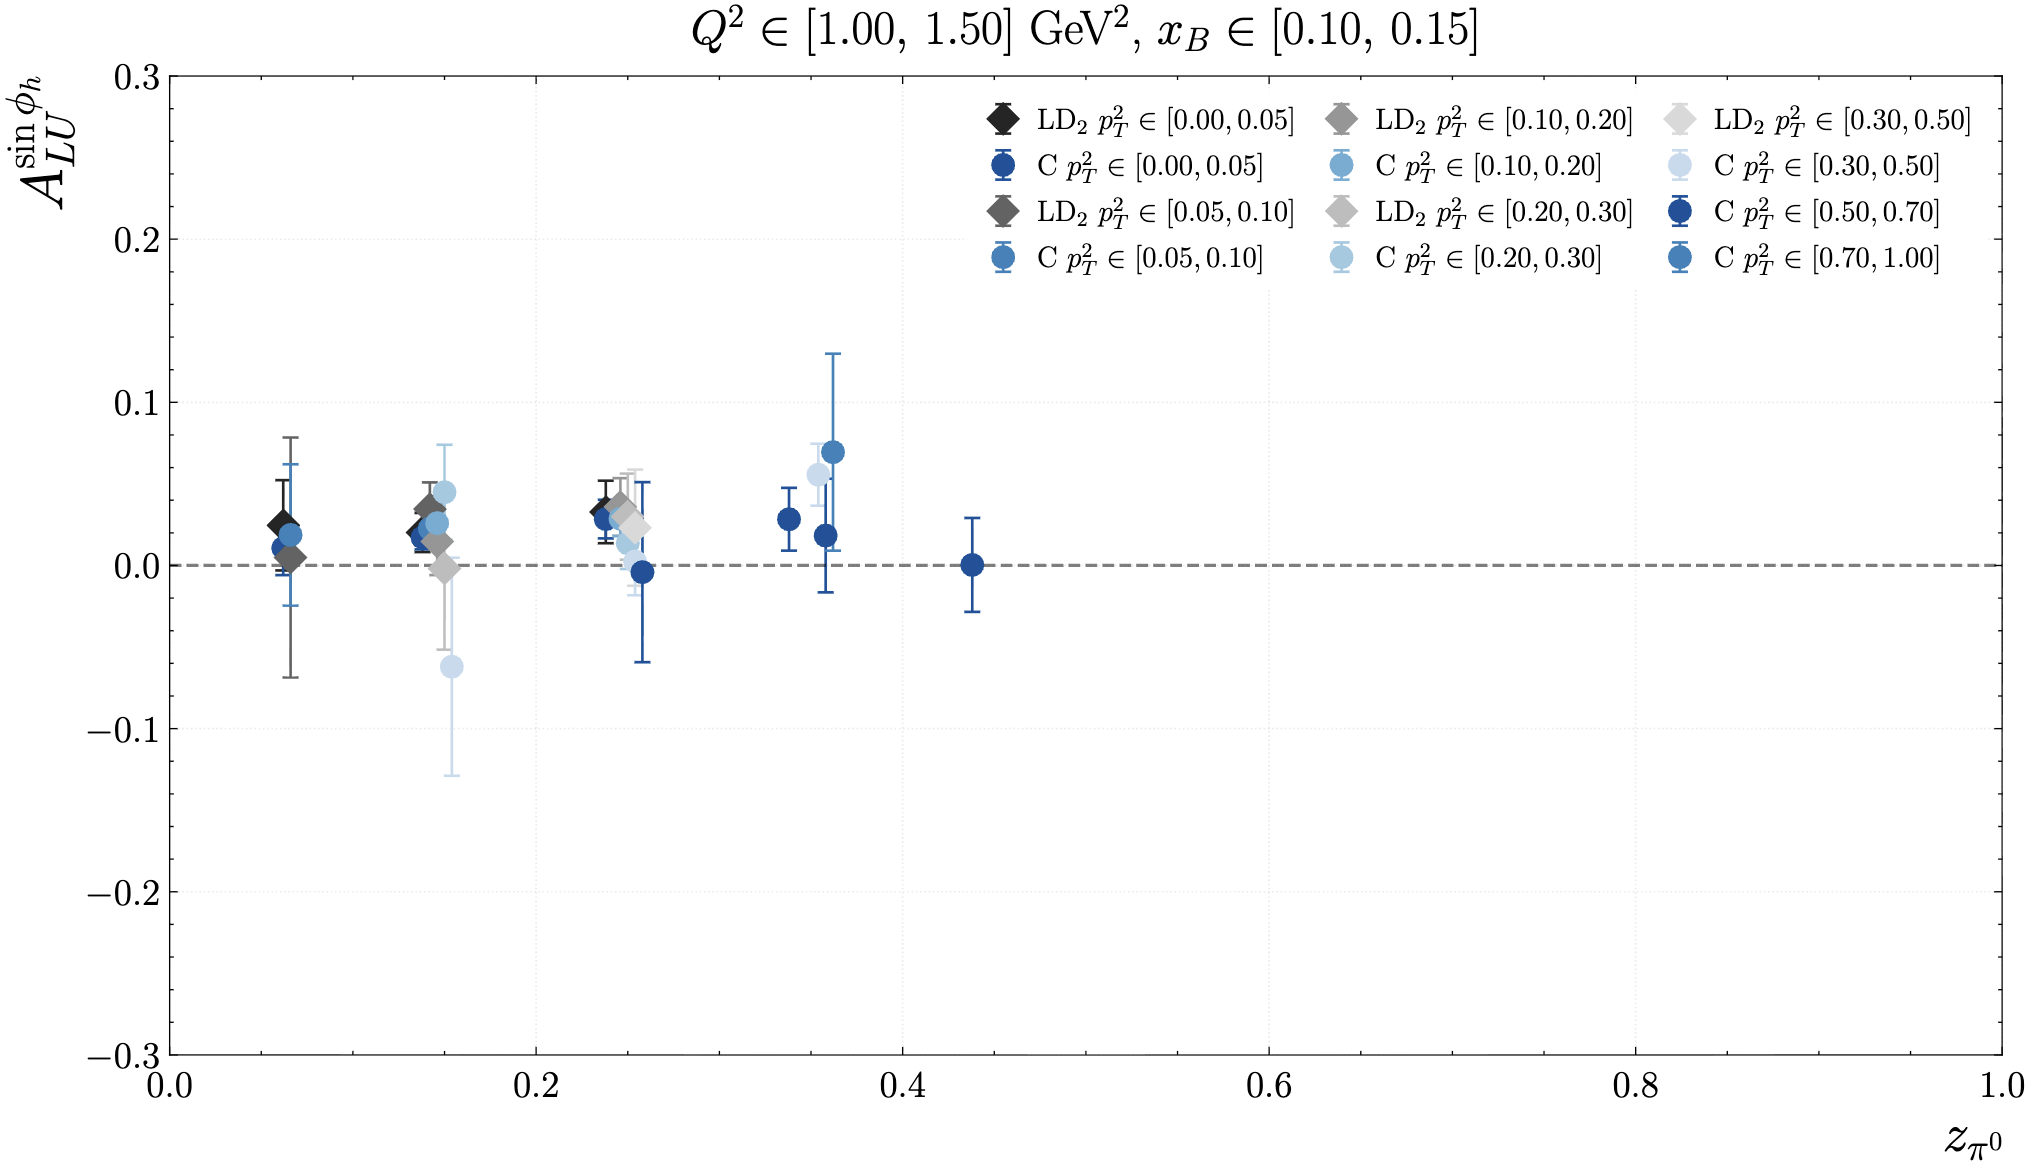 Q² ∈ [1.00, 1.50] GeV², x_B ∈ [0.10, 0.15]
A_{LU}^{sin ϕ_h}
LD₂ p_T² ∈ [0.00, 0.05]
C p_T² ∈ [0.00, 0.05]
LD₂ p_T² ∈ [0.05, 0.10]
C p_T² ∈ [0.05, 0.10]
LD₂ p_T² ∈ [0.10, 0.20]
C p_T² ∈ [0.10, 0.20]
LD₂ p_T² ∈ [0.20, 0.30]
C p_T² ∈ [0.20, 0.30]
LD₂ p_T² ∈ [0.30, 0.50]
C p_T² ∈ [0.30, 0.50]
C p_T² ∈ [0.50, 0.70]
C p_T² ∈ [0.70, 1.00]
0.3
0.2
0.1
0.0
−0.1
−0.2
−0.3
0.0 0.2 0.4 0.6 0.8 1.0
z_{π⁰}